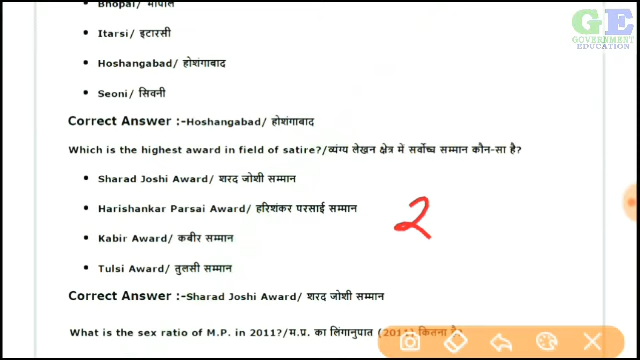 Bhopal/ भोपाल
GE
GOVERNMENT
EDUCATION
Itarsi/ इटारसी
Hoshangabad/ होशंगाबाद
Seoni/ सिवनी
Correct Answer :-Hoshangabad/ होशंगाबाद
Which is the highest award in field of satire?/व्यंग्य लेखन क्षेत्र में सर्वोच्च सम्मान कौन-सा है?
Sharad Joshi Award/ शरद जोशी सम्मान
Harishankar Parsai Award/ हरिशंकर परसाई सम्मान
2
Kabir Award/ कबीर सम्मान
Tulsi Award/ तुलसी सम्मान
Correct Answer :-Sharad Joshi Award/ शरद जोशी सम्मान
What is the sex ratio of M.P. in 2011?/म.प्र. का लिंगानुपात (2011) कितना है?